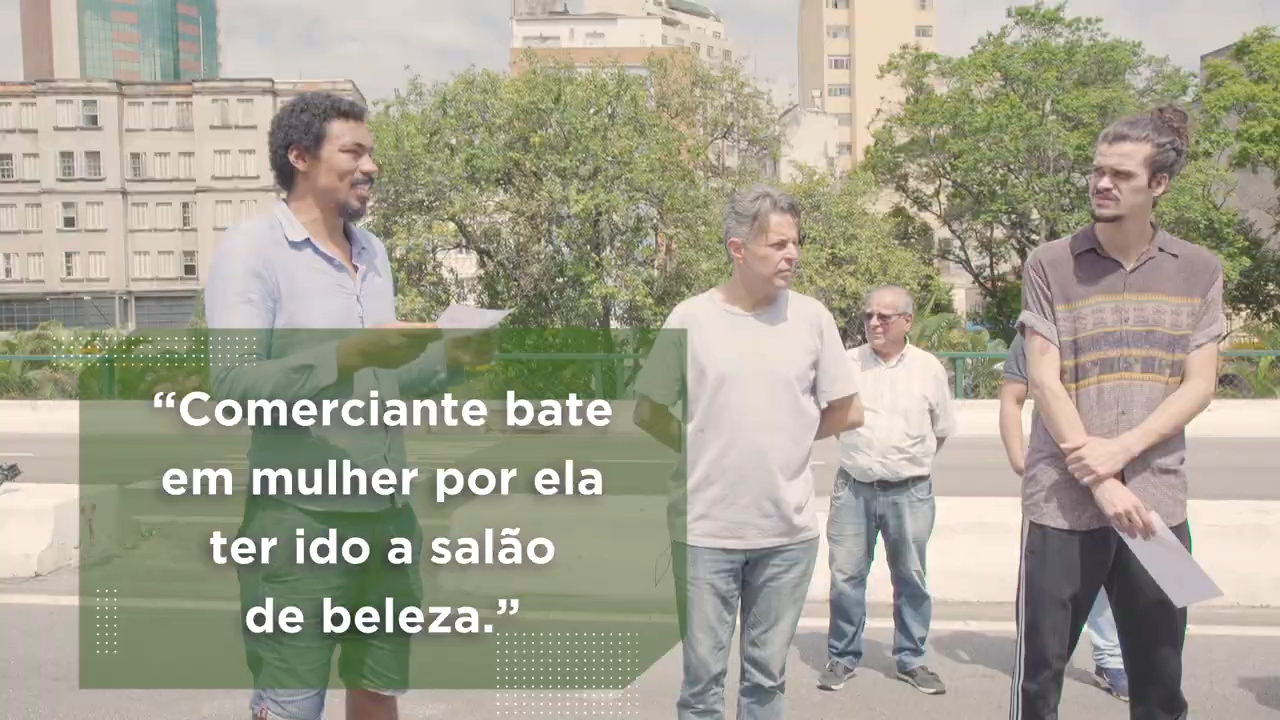 “Comerciante bate
em mulher por ela
ter ido a salão
de beleza.”